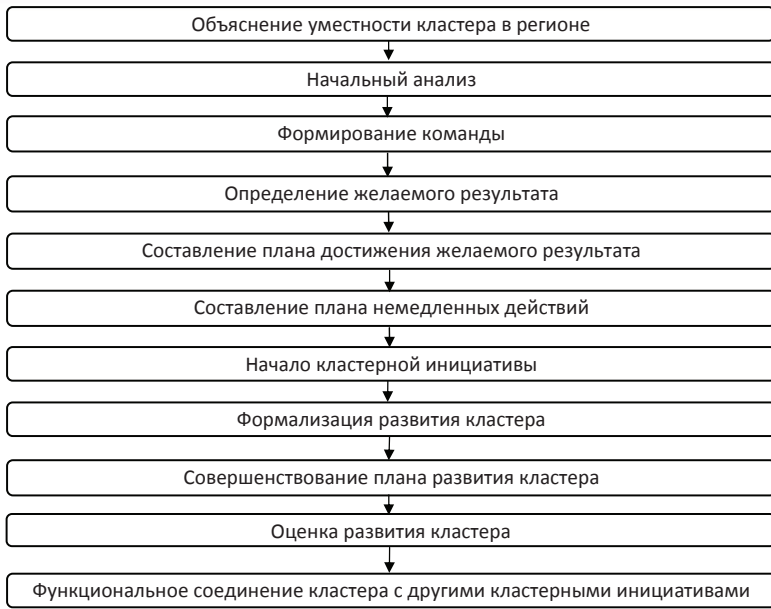 Объяснение уместности кластера в регионе
Начальный анализ
Формирование команды
Определение желаемого результата
Составление плана достижения желаемого результата
Составление плана немедленных действий
Начало кластерной инициативы
Формализация развития кластера
Совершенствование плана развития кластера
Оценка развития кластера
Функциональное соединение кластера с другими кластерными инициативами